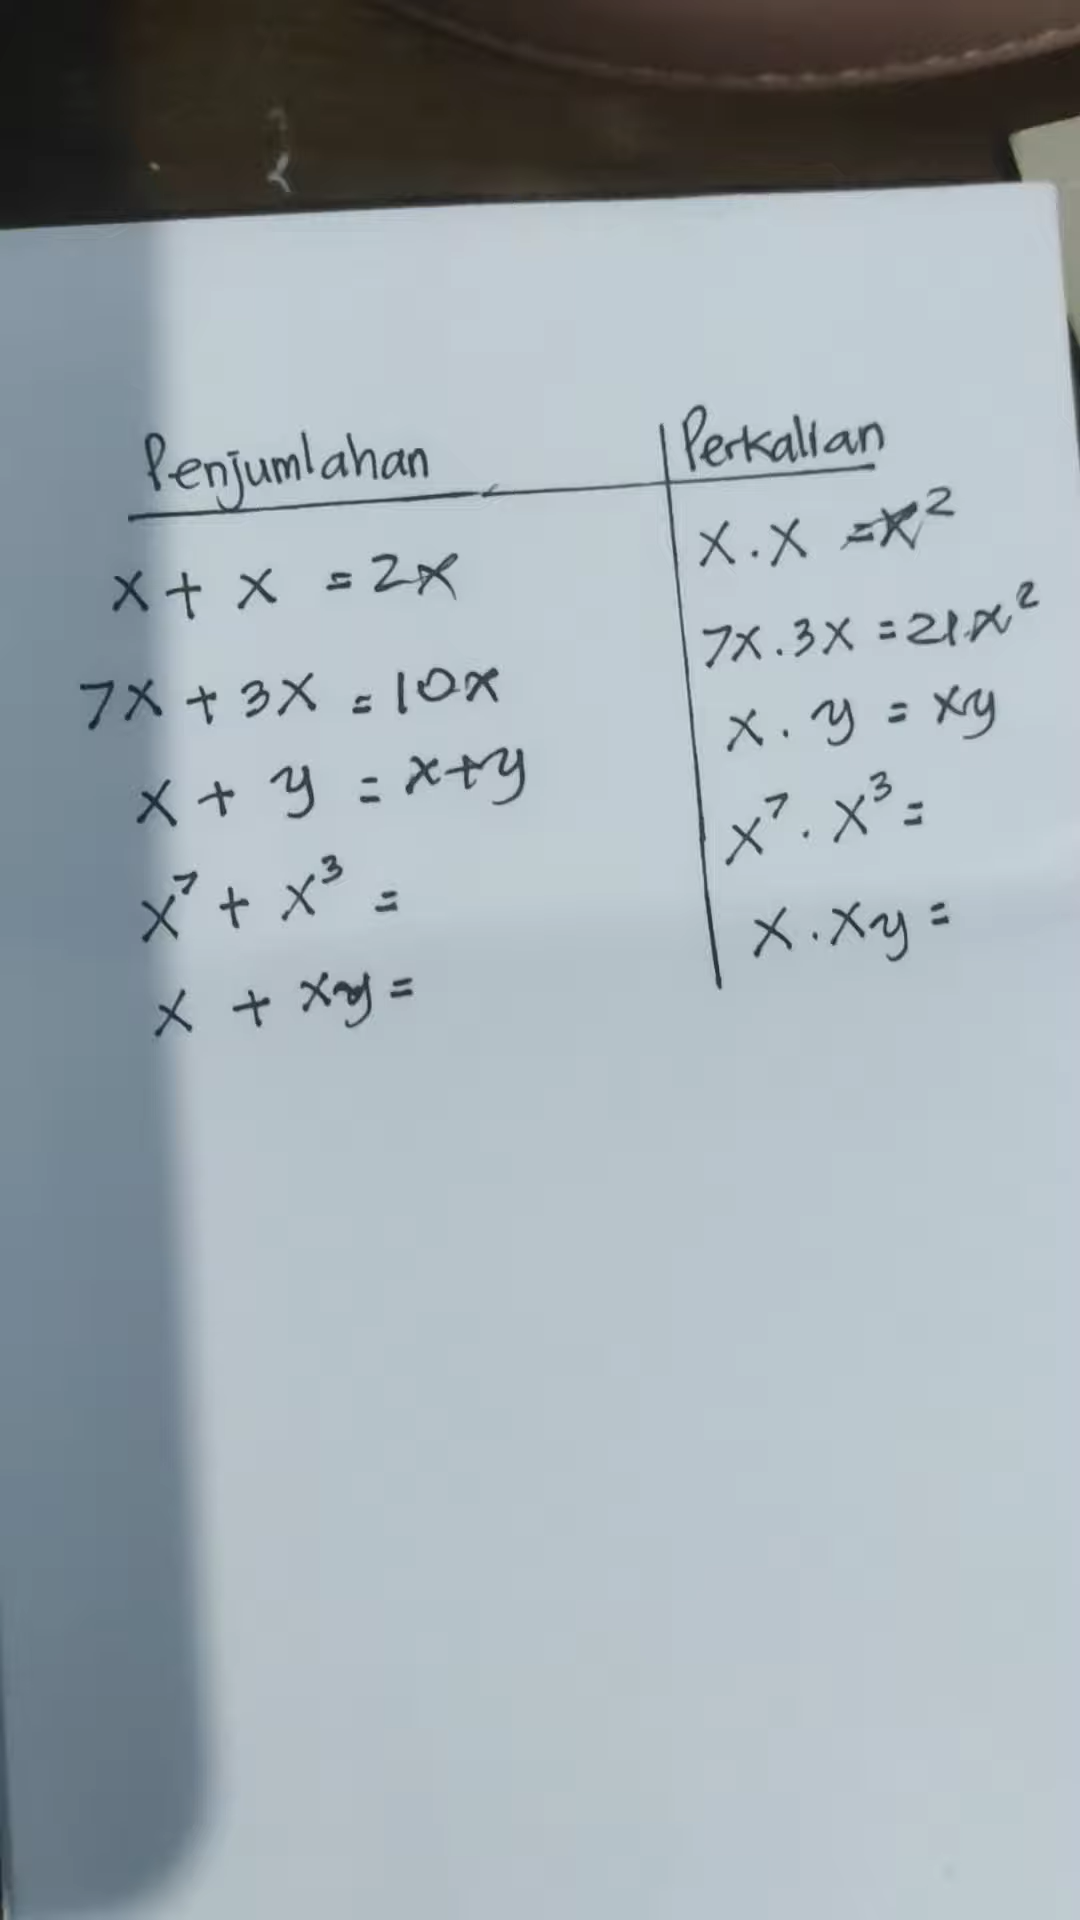 Penjumlahan | Perkalian
x + x = 2x | x . x = x²
7x + 3x = 10x | 7x . 3x = 21x²
x + y = x+y | x . y = xy
x⁷ + x³ = | x⁷ . x³ =
x + xy = | x . xy =